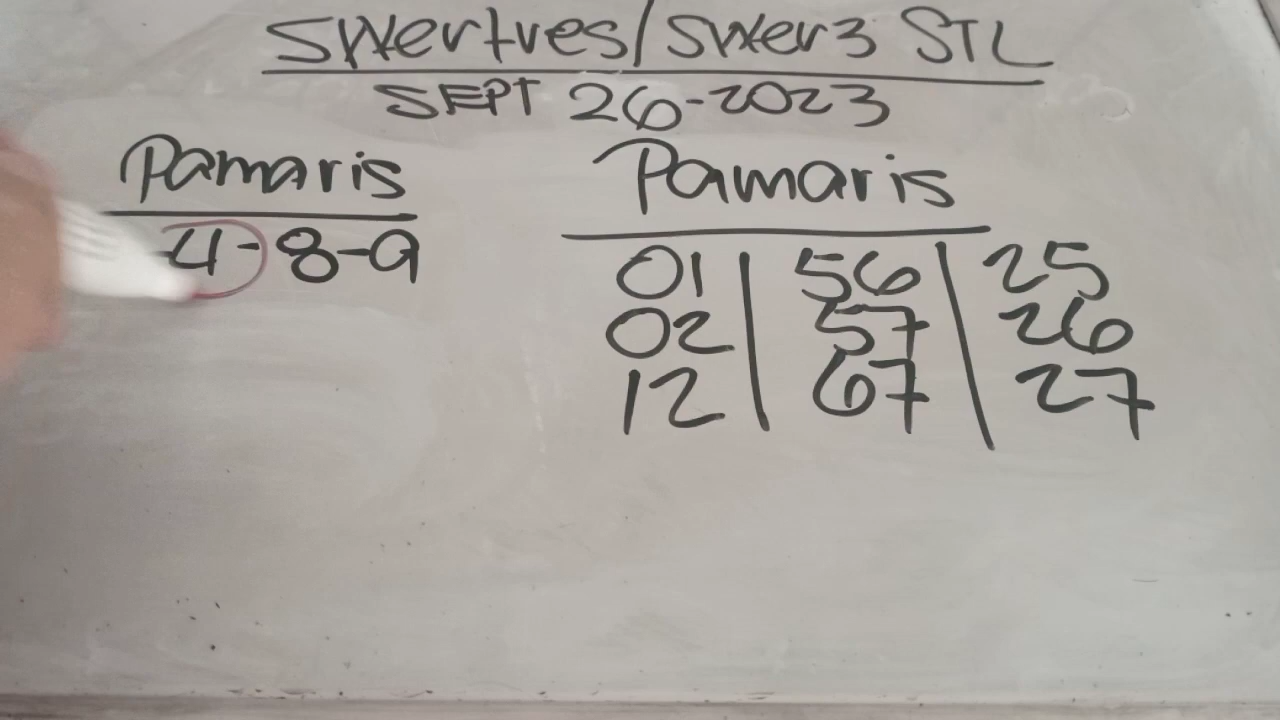 Swertres/Swer3 STL
SEPT 26-2023
Pamaris
4-8-9
Pamaris
01 | 56 | 25
02 | 57 | 26
12 | 67 | 27